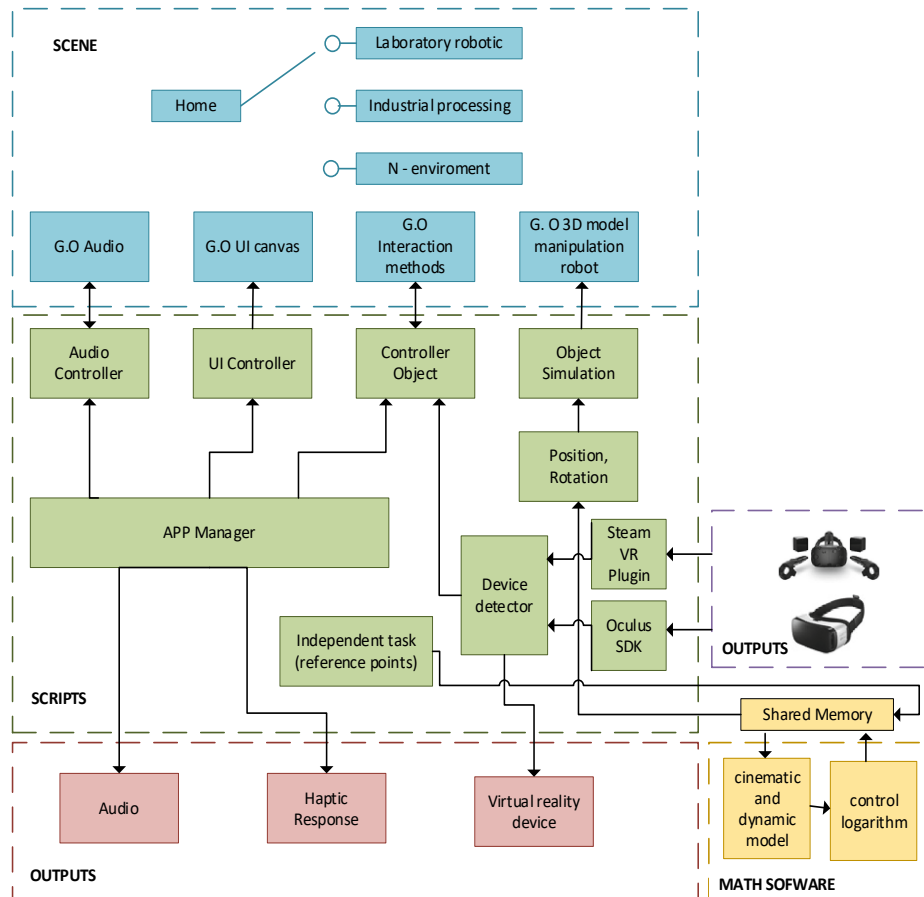 SCENE
Laboratory robotic
Home
Industrial processing
N - enviroment
G.O Audio
G.O UI canvas
G.O
Interaction
methods
G. O 3D model
manipulation
robot
Audio
Controller
UI Controller
Controller
Object
Object
Simulation
Position,
Rotation
APP Manager
Steam
VR
Plugin
Device
detector
Oculus
SDK
Independent task
(reference points)
SCRIPTS
OUTPUTS
Shared Memory
Audio
Haptic
Response
Virtual reality
device
OUTPUTS
cinematic
and
dynamic
model
control
logarithm
MATH SOFWARE